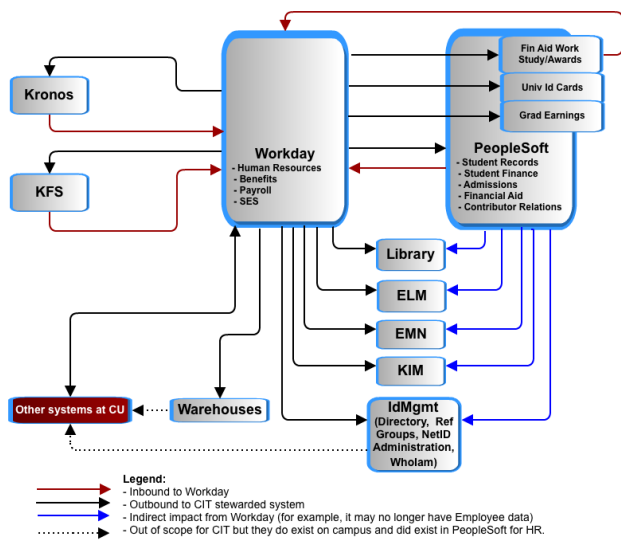 Fin Aid Work
Study/Awards
Univ Id Cards
Grad Earnings
Kronos
KFS
Workday
- Human Resources
- Benefits
- Payroll
- SES
PeopleSoft
- Student Records
- Student Finance
- Admissions
- Financial Aid
- Contributor Relations
Library
ELM
EMN
KIM
Other systems at CU
Warehouses
IdMgmt
(Directory, Ref
Groups, NetID
Administration,
WhoIam)
Legend:
- Inbound to Workday
- Outbound to CIT stewarded system
- Indirect impact from Workday (for example, it may no longer have Employee data)
- Out of scope for CIT but they do exist on campus and did exist in PeopleSoft for HR.